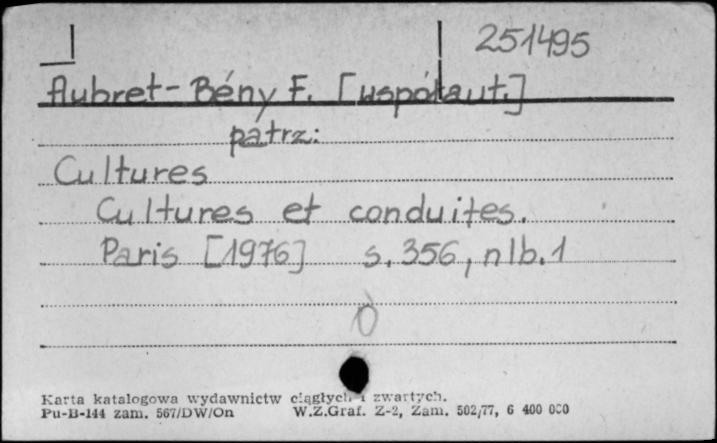 251495
Aubret-Bény F. [współaut.]
patrz:
Cultures
Cultures et conduites.
Paris [1976] s. 356, nlb. 1
Karta katalogowa wydawnictw ciągłych i zwartych.
Pu-B-144 zam. 567/DW/On W.Z.Graf. Z-2, Zam. 502/77, 6 400 000